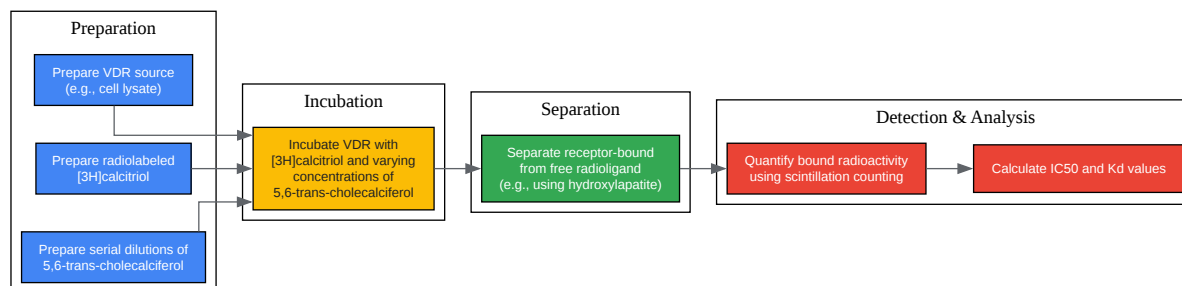 Preparation
Prepare VDR source
(e.g., cell lysate)
Prepare radiolabeled
[3H]calcitriol
Prepare serial dilutions of
5,6-trans-cholecalciferol
Incubation
Incubate VDR with
[3H]calcitriol and varying
concentrations of
5,6-trans-cholecalciferol
Separation
Separate receptor-bound
from free radioligand
(e.g., using hydroxylapatite)
Detection & Analysis
Quantify bound radioactivity
using scintillation counting
Calculate IC50 and Kd values